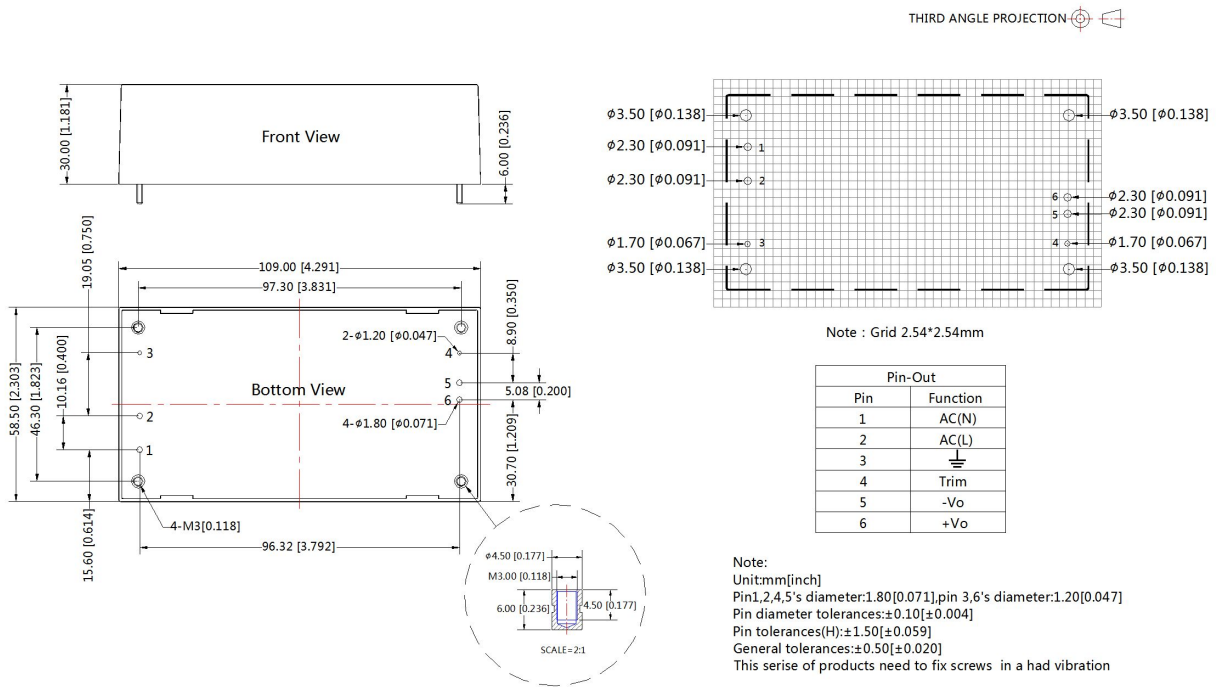 THIRD ANGLE PROJECTION
30.00 [1.181]
Front View
6.00 [0.236]
ϕ3.50 [ϕ0.138]
ϕ3.50 [ϕ0.138]
ϕ2.30 [ϕ0.091]
1
ϕ2.30 [ϕ0.091]
2
6
ϕ2.30 [ϕ0.091]
5
ϕ2.30 [ϕ0.091]
ϕ1.70 [ϕ0.067]
3
4
ϕ1.70 [ϕ0.067]
ϕ3.50 [ϕ0.138]
ϕ3.50 [ϕ0.138]
Note : Grid 2.54*2.54mm
19.05 [0.750]
109.00 [4.291]
97.30 [3.831]
8.90 [0.350]
2-ϕ1.20 [ϕ0.047]
3
4
58.50 [2.303]
46.30 [1.823]
10.16 [0.400]
Bottom View
5
5.08 [0.200]
6
2
4-ϕ1.80 [ϕ0.071]
1
30.70 [1.209]
15.60 [0.614]
4-M3[0.118]
96.32 [3.792]
ϕ4.50 [0.177]
M3.00 [0.118]
6.00 [0.236]
4.50 [0.177]
SCALE=2:1
Pin-Out
Pin Function
1 AC(N)
2 AC(L)
3
4 Trim
5 -Vo
6 +Vo
Note:
Unit:mm[inch]
Pin1,2,4,5's diameter:1.80[0.071],pin 3,6's diameter:1.20[0.047]
Pin diameter tolerances:±0.10[±0.004]
Pin tolerances(H):±1.50[±0.059]
General tolerances:±0.50[±0.020]
This serise of products need to fix screws in a had vibration